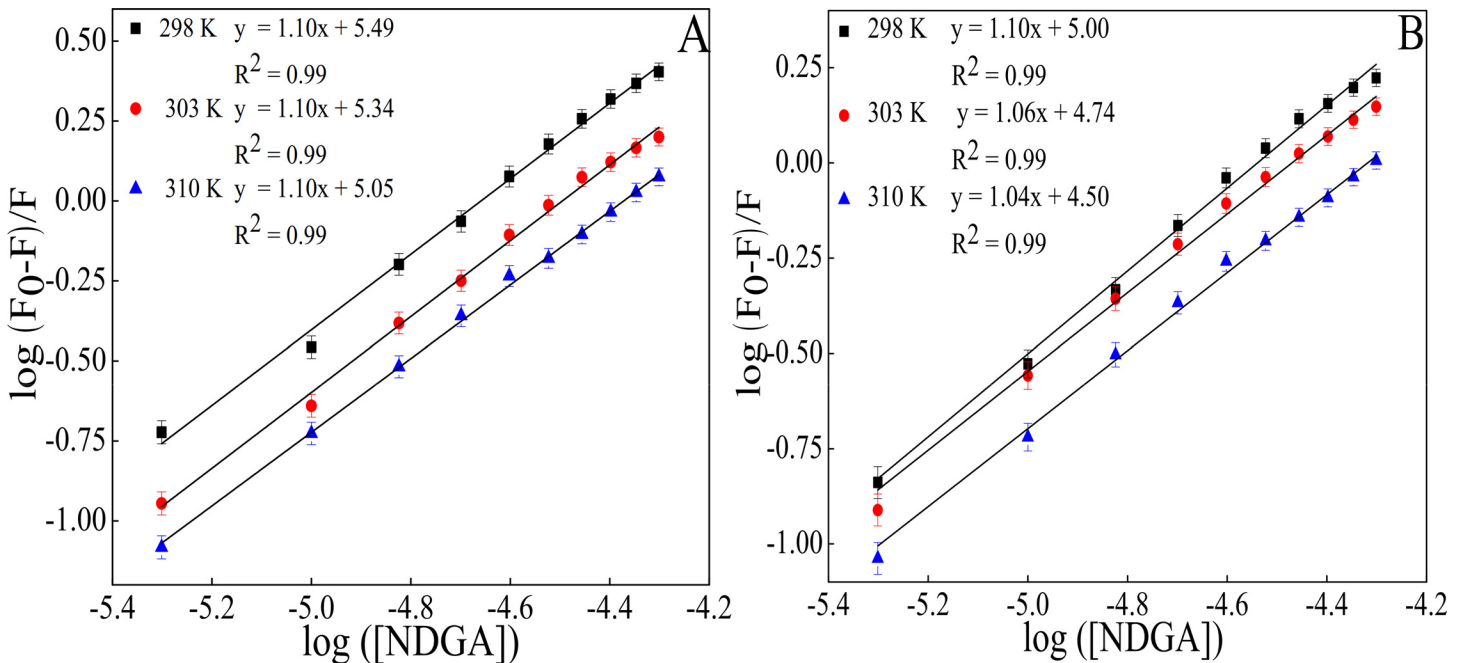 A
298 K y = 1.10x + 5.49
R2 = 0.99
303 K y = 1.10x + 5.34
R2 = 0.99
310 K y = 1.10x + 5.05
R2 = 0.99
log (F0-F)/F
0.50
0.25
0.00
-0.25
-0.50
-0.75
-1.00
-5.4 -5.2 -5.0 -4.8 -4.6 -4.4 -4.2
log ([NDGA])
B
298 K y = 1.10x + 5.00
R2 = 0.99
303 K y = 1.06x + 4.74
R2 = 0.99
310 K y = 1.04x + 4.50
R2 = 0.99
log (F0-F)/F
0.25
0.00
-0.25
-0.50
-0.75
-1.00
-5.4 -5.2 -5.0 -4.8 -4.6 -4.4 -4.2
log ([NDGA])